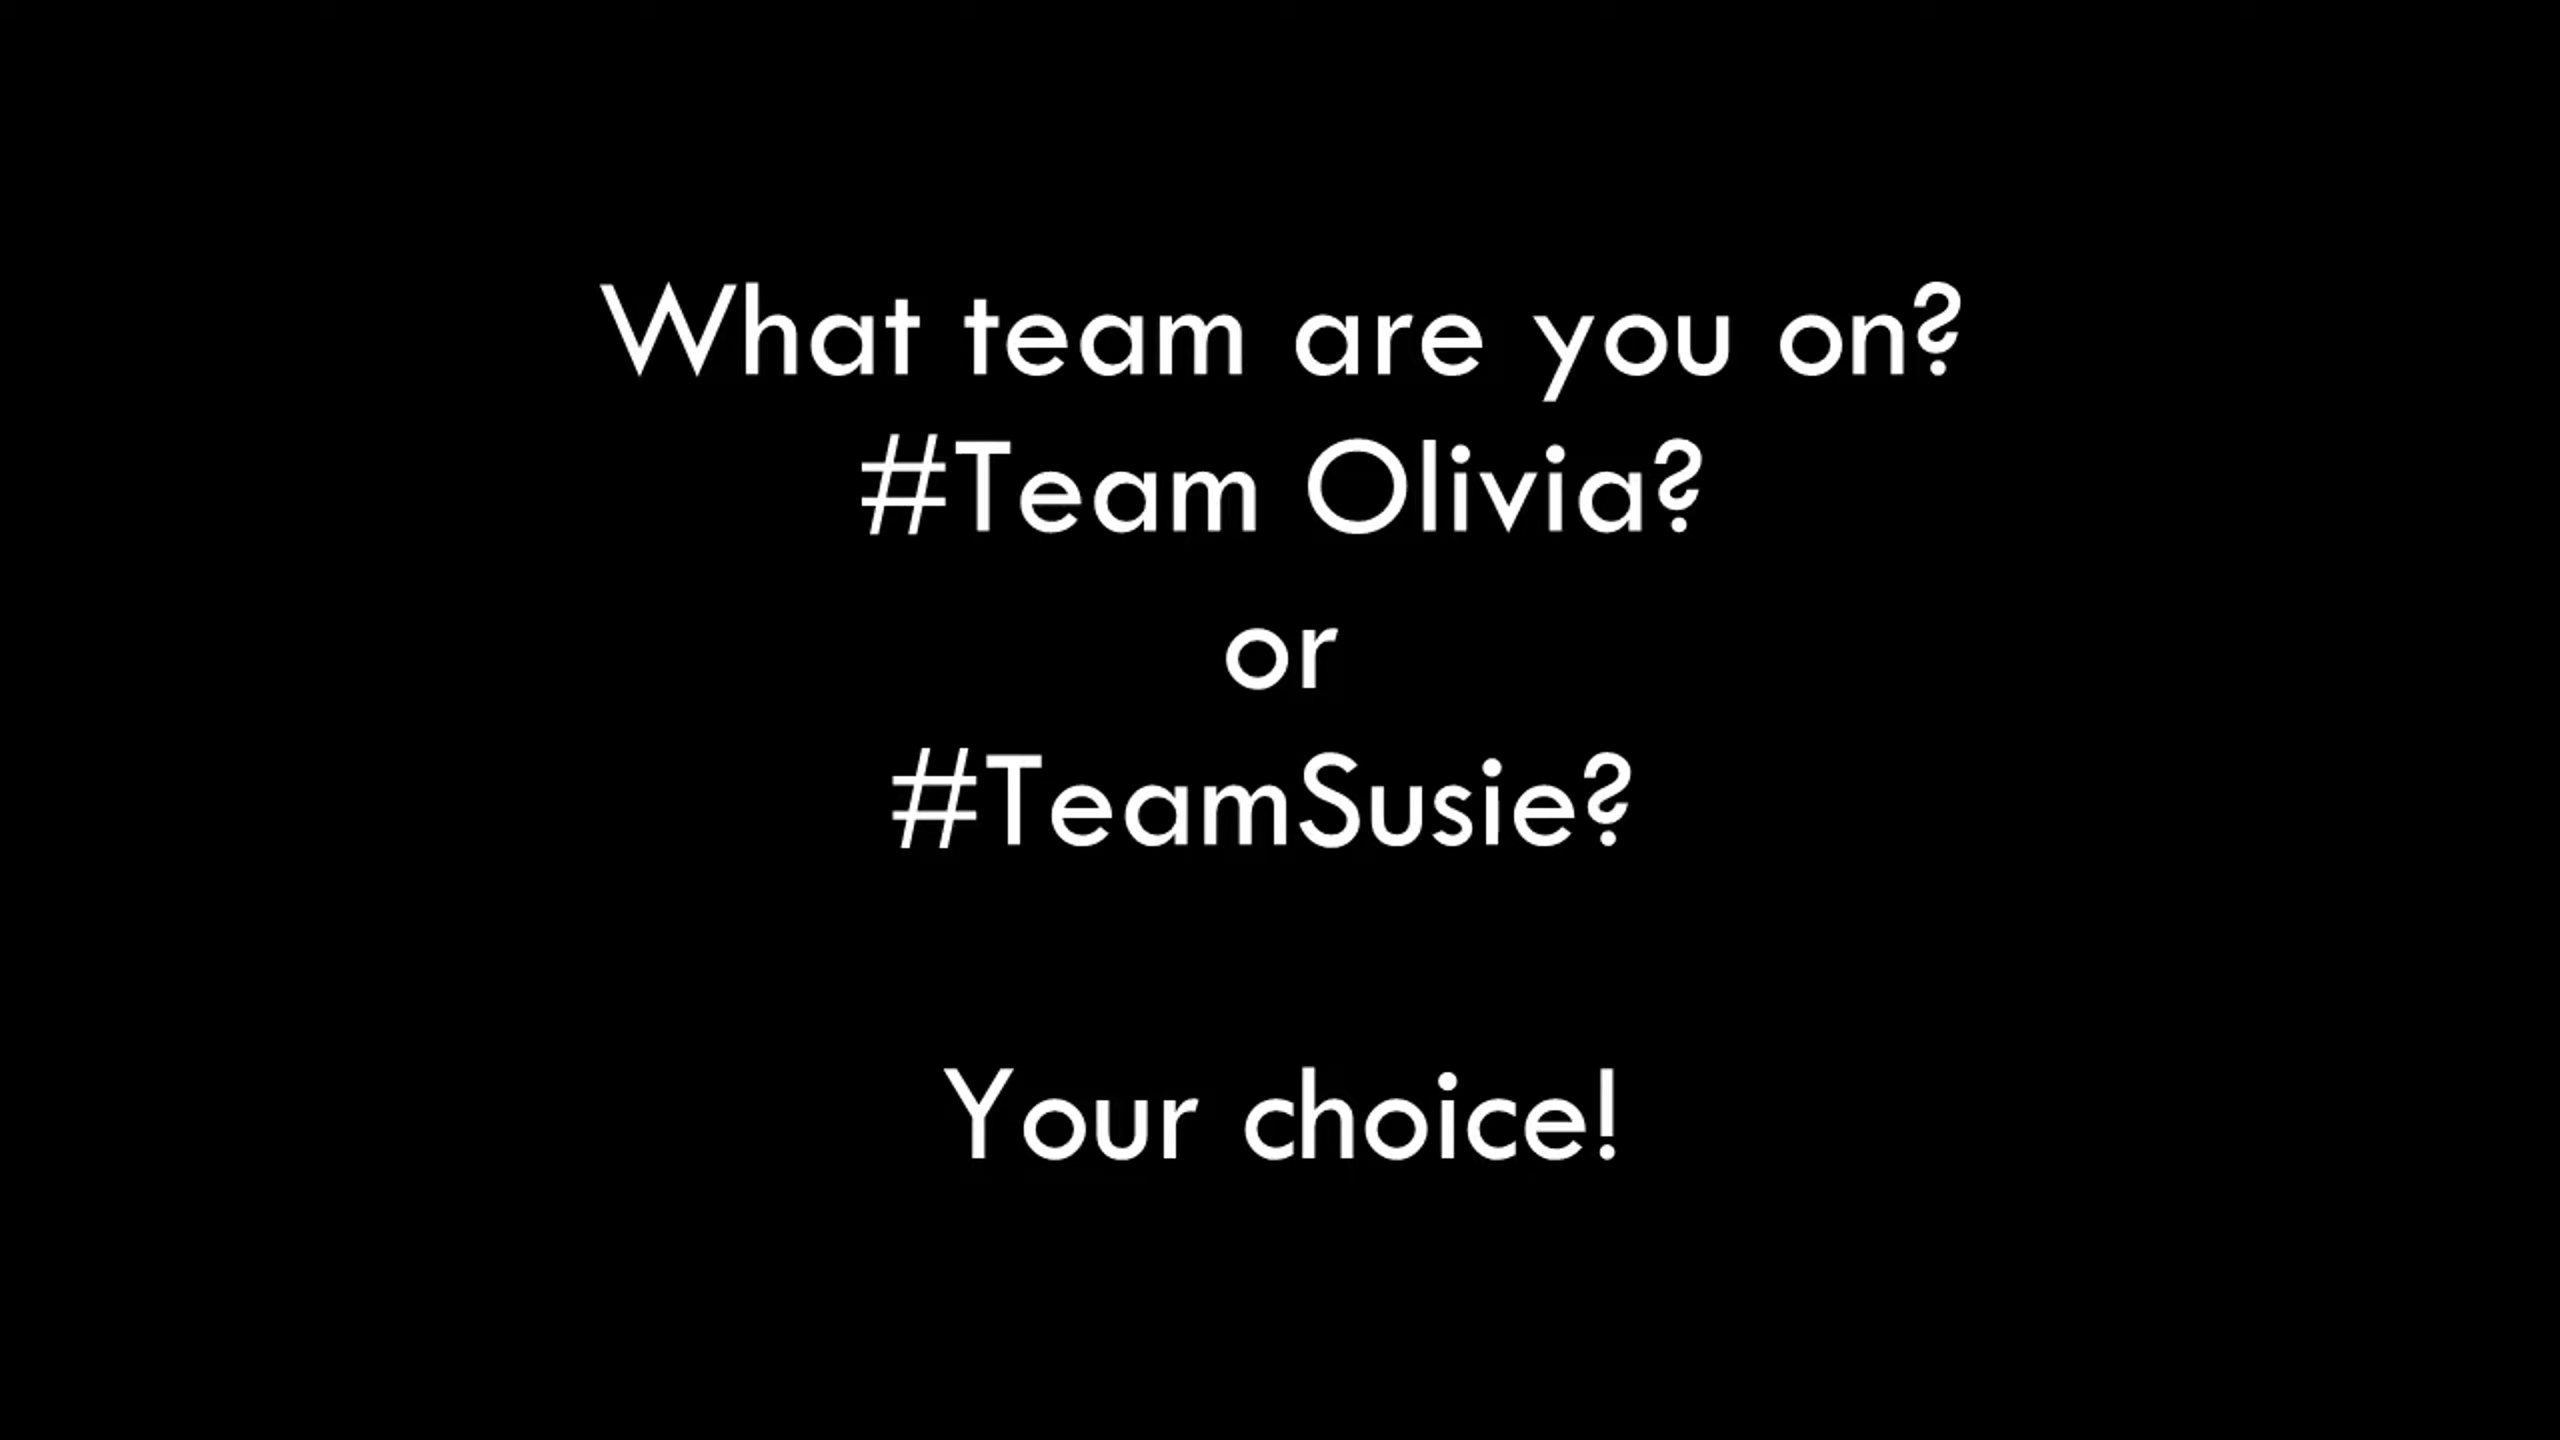 What team are you on?
#Team Olivia?
or
#TeamSusie?
Your choice!